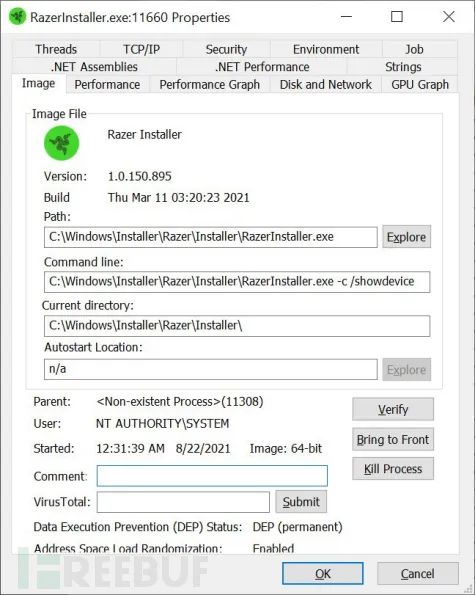 RazerInstaller.exe:11660 Properties
Threads TCP/IP Security Environment Job
.NET Assemblies .NET Performance Strings
Image Performance Performance Graph Disk and Network GPU Graph
Image File
Razer Installer
Version: 1.0.150.895
Build Thu Mar 11 03:20:23 2021
Path:
C:\Windows\Installer\Razer\Installer\RazerInstaller.exe Explore
Command line:
C:\Windows\Installer\Razer\Installer\RazerInstaller.exe -c /showdevice
Current directory:
C:\Windows\Installer\Razer\Installer\
Autostart Location:
n/a Explore
Parent: <Non-existent Process>(11308)
Verify
User: NT AUTHORITY\SYSTEM
Started: 12:31:39 AM 8/22/2021 Image: 64-bit
Bring to Front
Comment:
Kill Process
VirusTotal: Submit
Data Execution Prevention (DEP) Status: DEP (permanent)
Address Space Load Randomization: Enabled
FREEBUF
OK Cancel